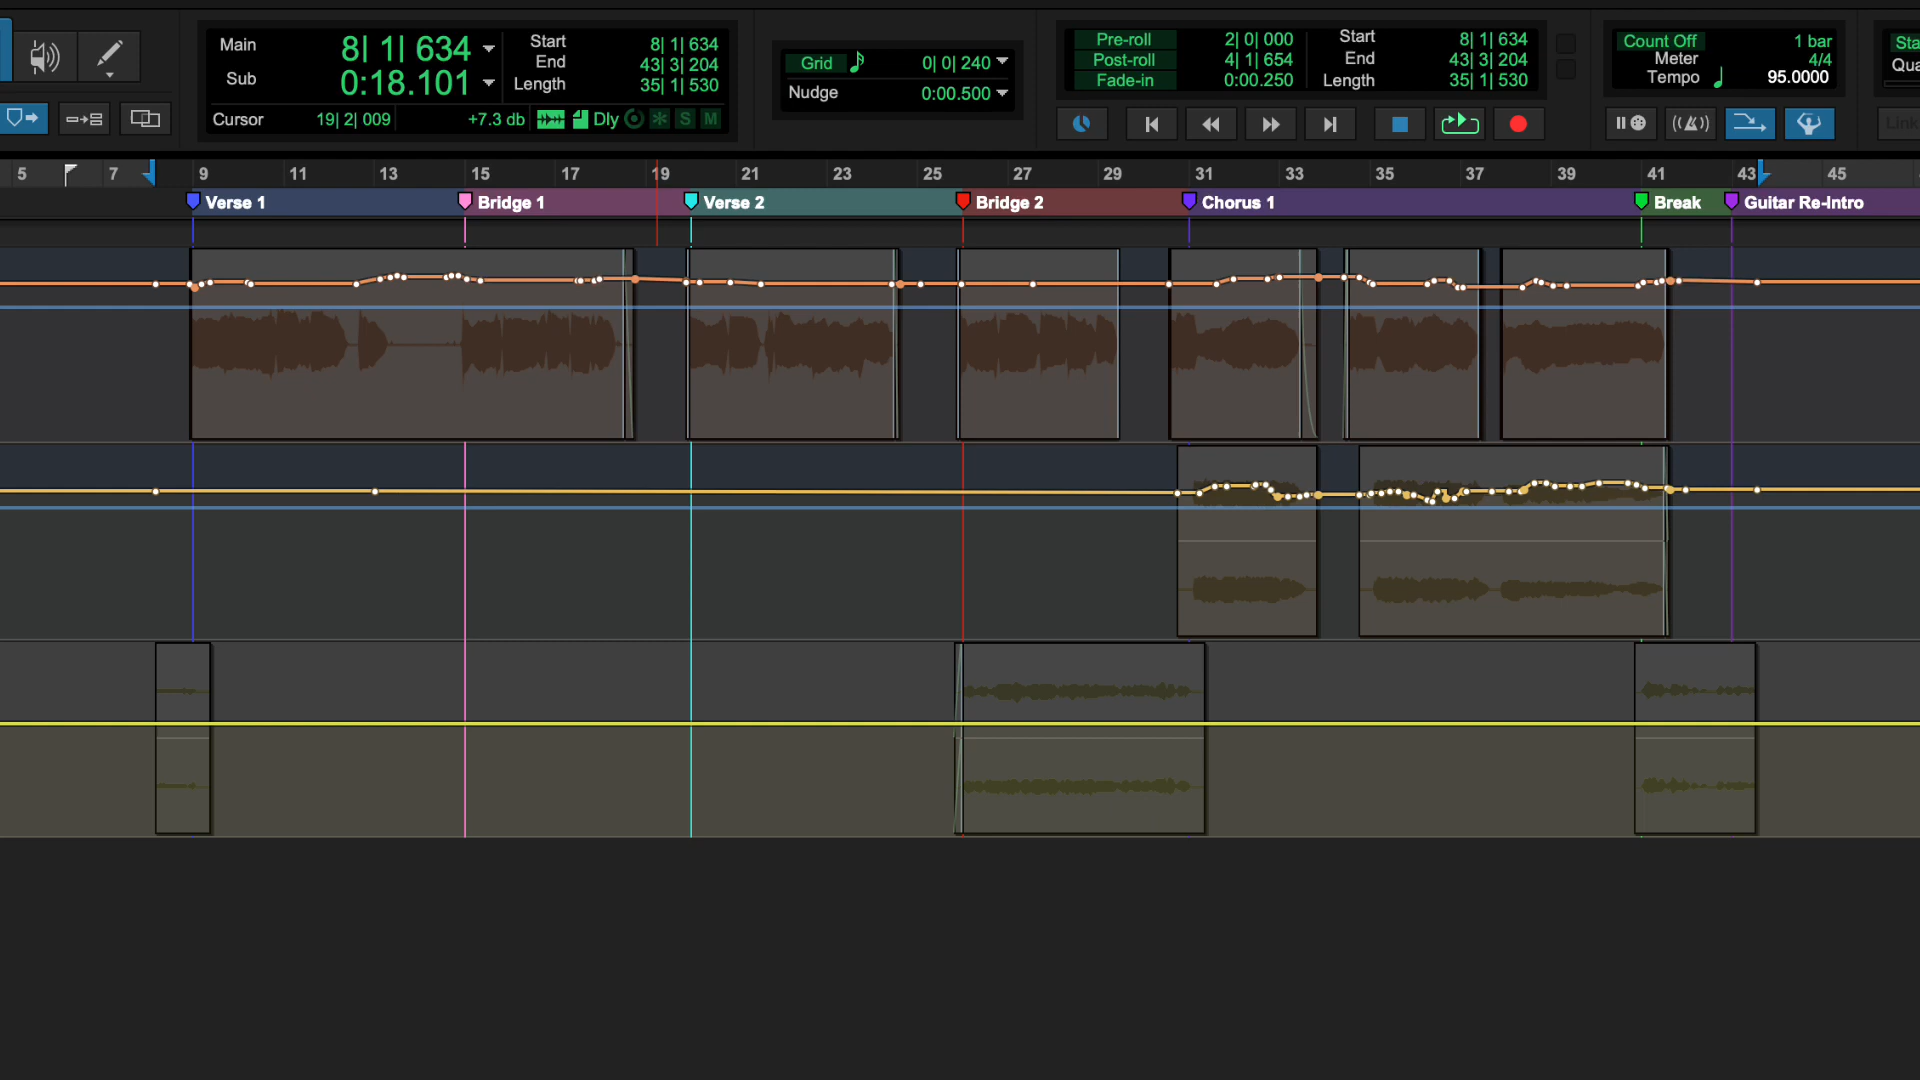 Main 8| 1| 634
Sub 0:18.101
Start 8| 1| 634
End 43| 3| 204
Length 35| 1| 530
Cursor 19| 2| 009 +7.3 db Dly S M
Grid 0| 0| 240
Nudge 0:00.500
Pre-roll 2| 0| 000
Post-roll 4| 1| 654
Fade-in 0:00.250
Start 8| 1| 634
End 43| 3| 204
Length 35| 1| 530
Count Off 1 bar
Meter 4/4
Tempo 95.0000
Sta
Qua
Link
5 7 9 11 13 15 17 19 21 23 25 27 29 31 33 35 37 39 41 43 45
Verse 1 Bridge 1 Verse 2 Bridge 2 Chorus 1 Break Guitar Re-Intro